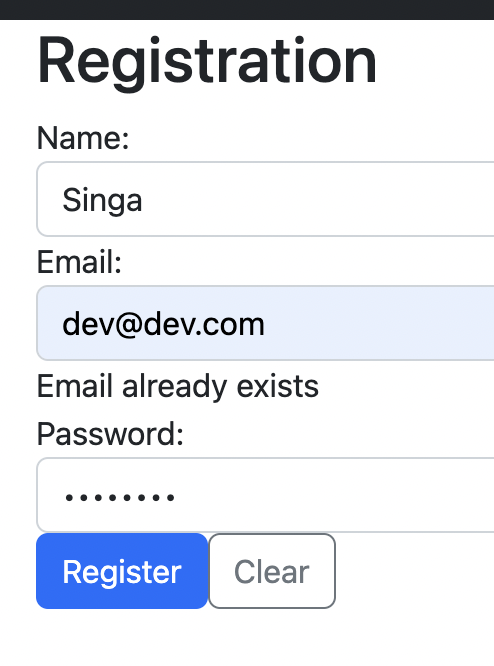 Registration
Name:
Singa
Email:
dev@dev.com
Email already exists
Password:
••••••••
Register Clear